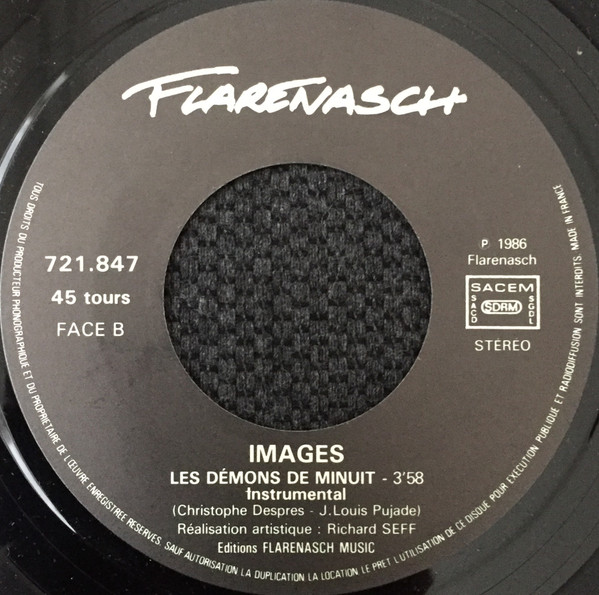 FLARENASCH
721.847
45 tours
FACE B
℗ 1986
Flarenasch
SACEM
SACD
SDRM
SGDL
STÉREO
IMAGES
LES DÉMONS DE MINUIT - 3'58
Instrumental
(Christophe Despres - J.Louis Pujade)
Réalisation artistique : Richard SEFF
Editions FLARENASCH MUSIC
TOUS DROITS DU PRODUCTEUR PHONOGRAPHIQUE ET DU PROPRIETAIRE DE L'ŒUVRE ENREGISTREE RESERVES. SAUF AUTORISATION LA DUPLICATION LA LOCATION LE PRET L'UTILISATION DE CE DISQUE POUR EXECUTION PUBLIQUE ET RADIODIFFUSION SONT INTERDITS. MADE IN FRANCE